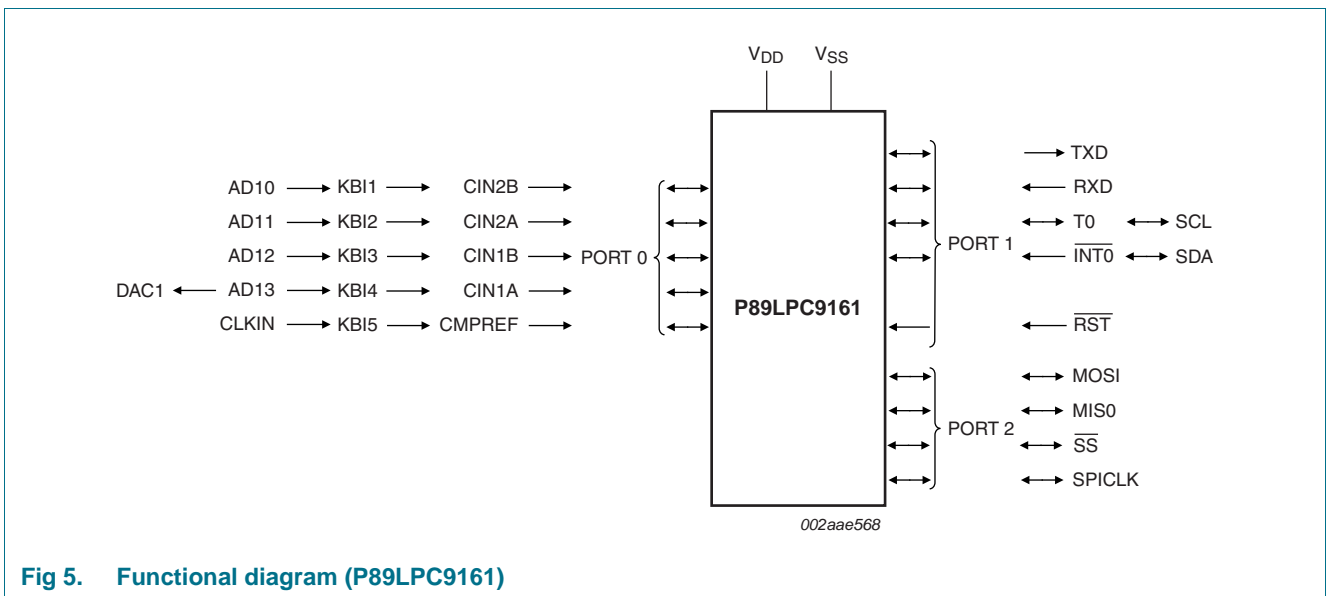 VDD VSS
TXD
AD10 KBI1 CIN2B RXD
AD11 KBI2 CIN2A T0 SCL
AD12 KBI3 CIN1B PORT 0 PORT 1 INT0 SDA
DAC1 AD13 KBI4 CIN1A
P89LPC9161
CLKIN KBI5 CMPREF RST
MOSI
MIS0
PORT 2
SS
SPICLK
002aae568
Fig 5. Functional diagram (P89LPC9161)